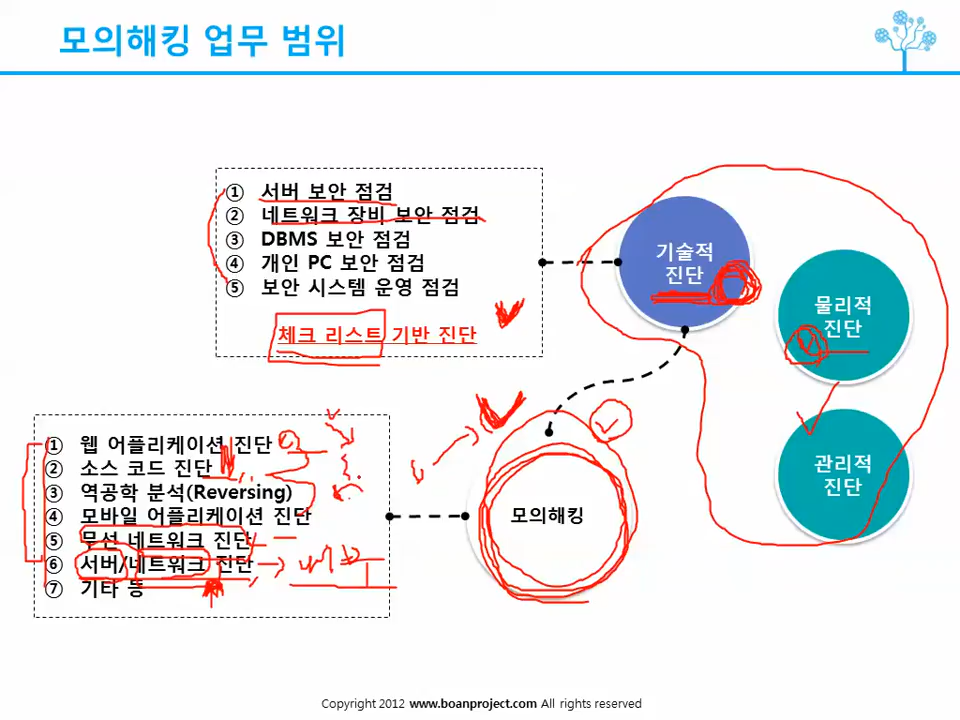 모의해킹 업무 범위
① 서버 보안 점검
② 네트워크 장비 보안 점검
③ DBMS 보안 점검
④ 개인 PC 보안 점검
⑤ 보안 시스템 운영 점검
체크 리스트 기반 진단
기술적
진단
물리적
진단
관리적
진단
① 웹 어플리케이션 진단
② 소스 코드 진단
③ 역공학 분석(Reversing)
④ 모바일 어플리케이션 진단
⑤ 무선 네트워크 진단
⑥ 서버/네트워크 진단
⑦ 기타 등
모의해킹
Copyright 2012 www.boanproject.com All rights reserved